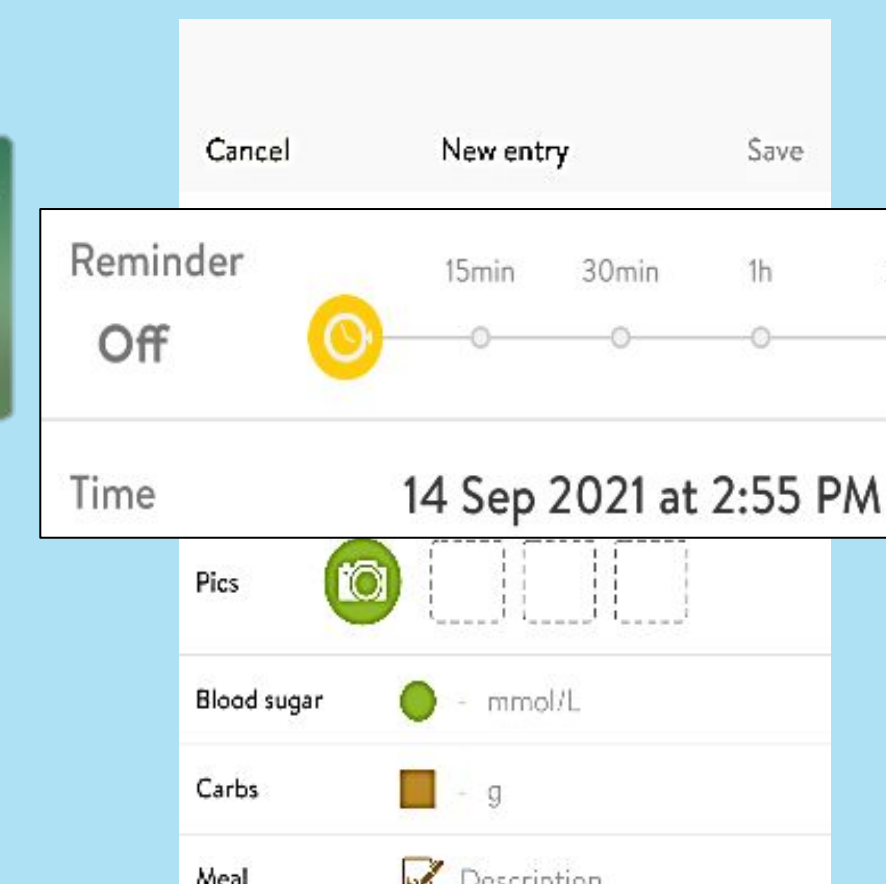 Cancel New entry Save
Reminder 15min 30min 1h
Off
Time 14 Sep 2021 at 2:55 PM
Pics
Blood sugar - mmol/L
Carbs - g
Meal Description